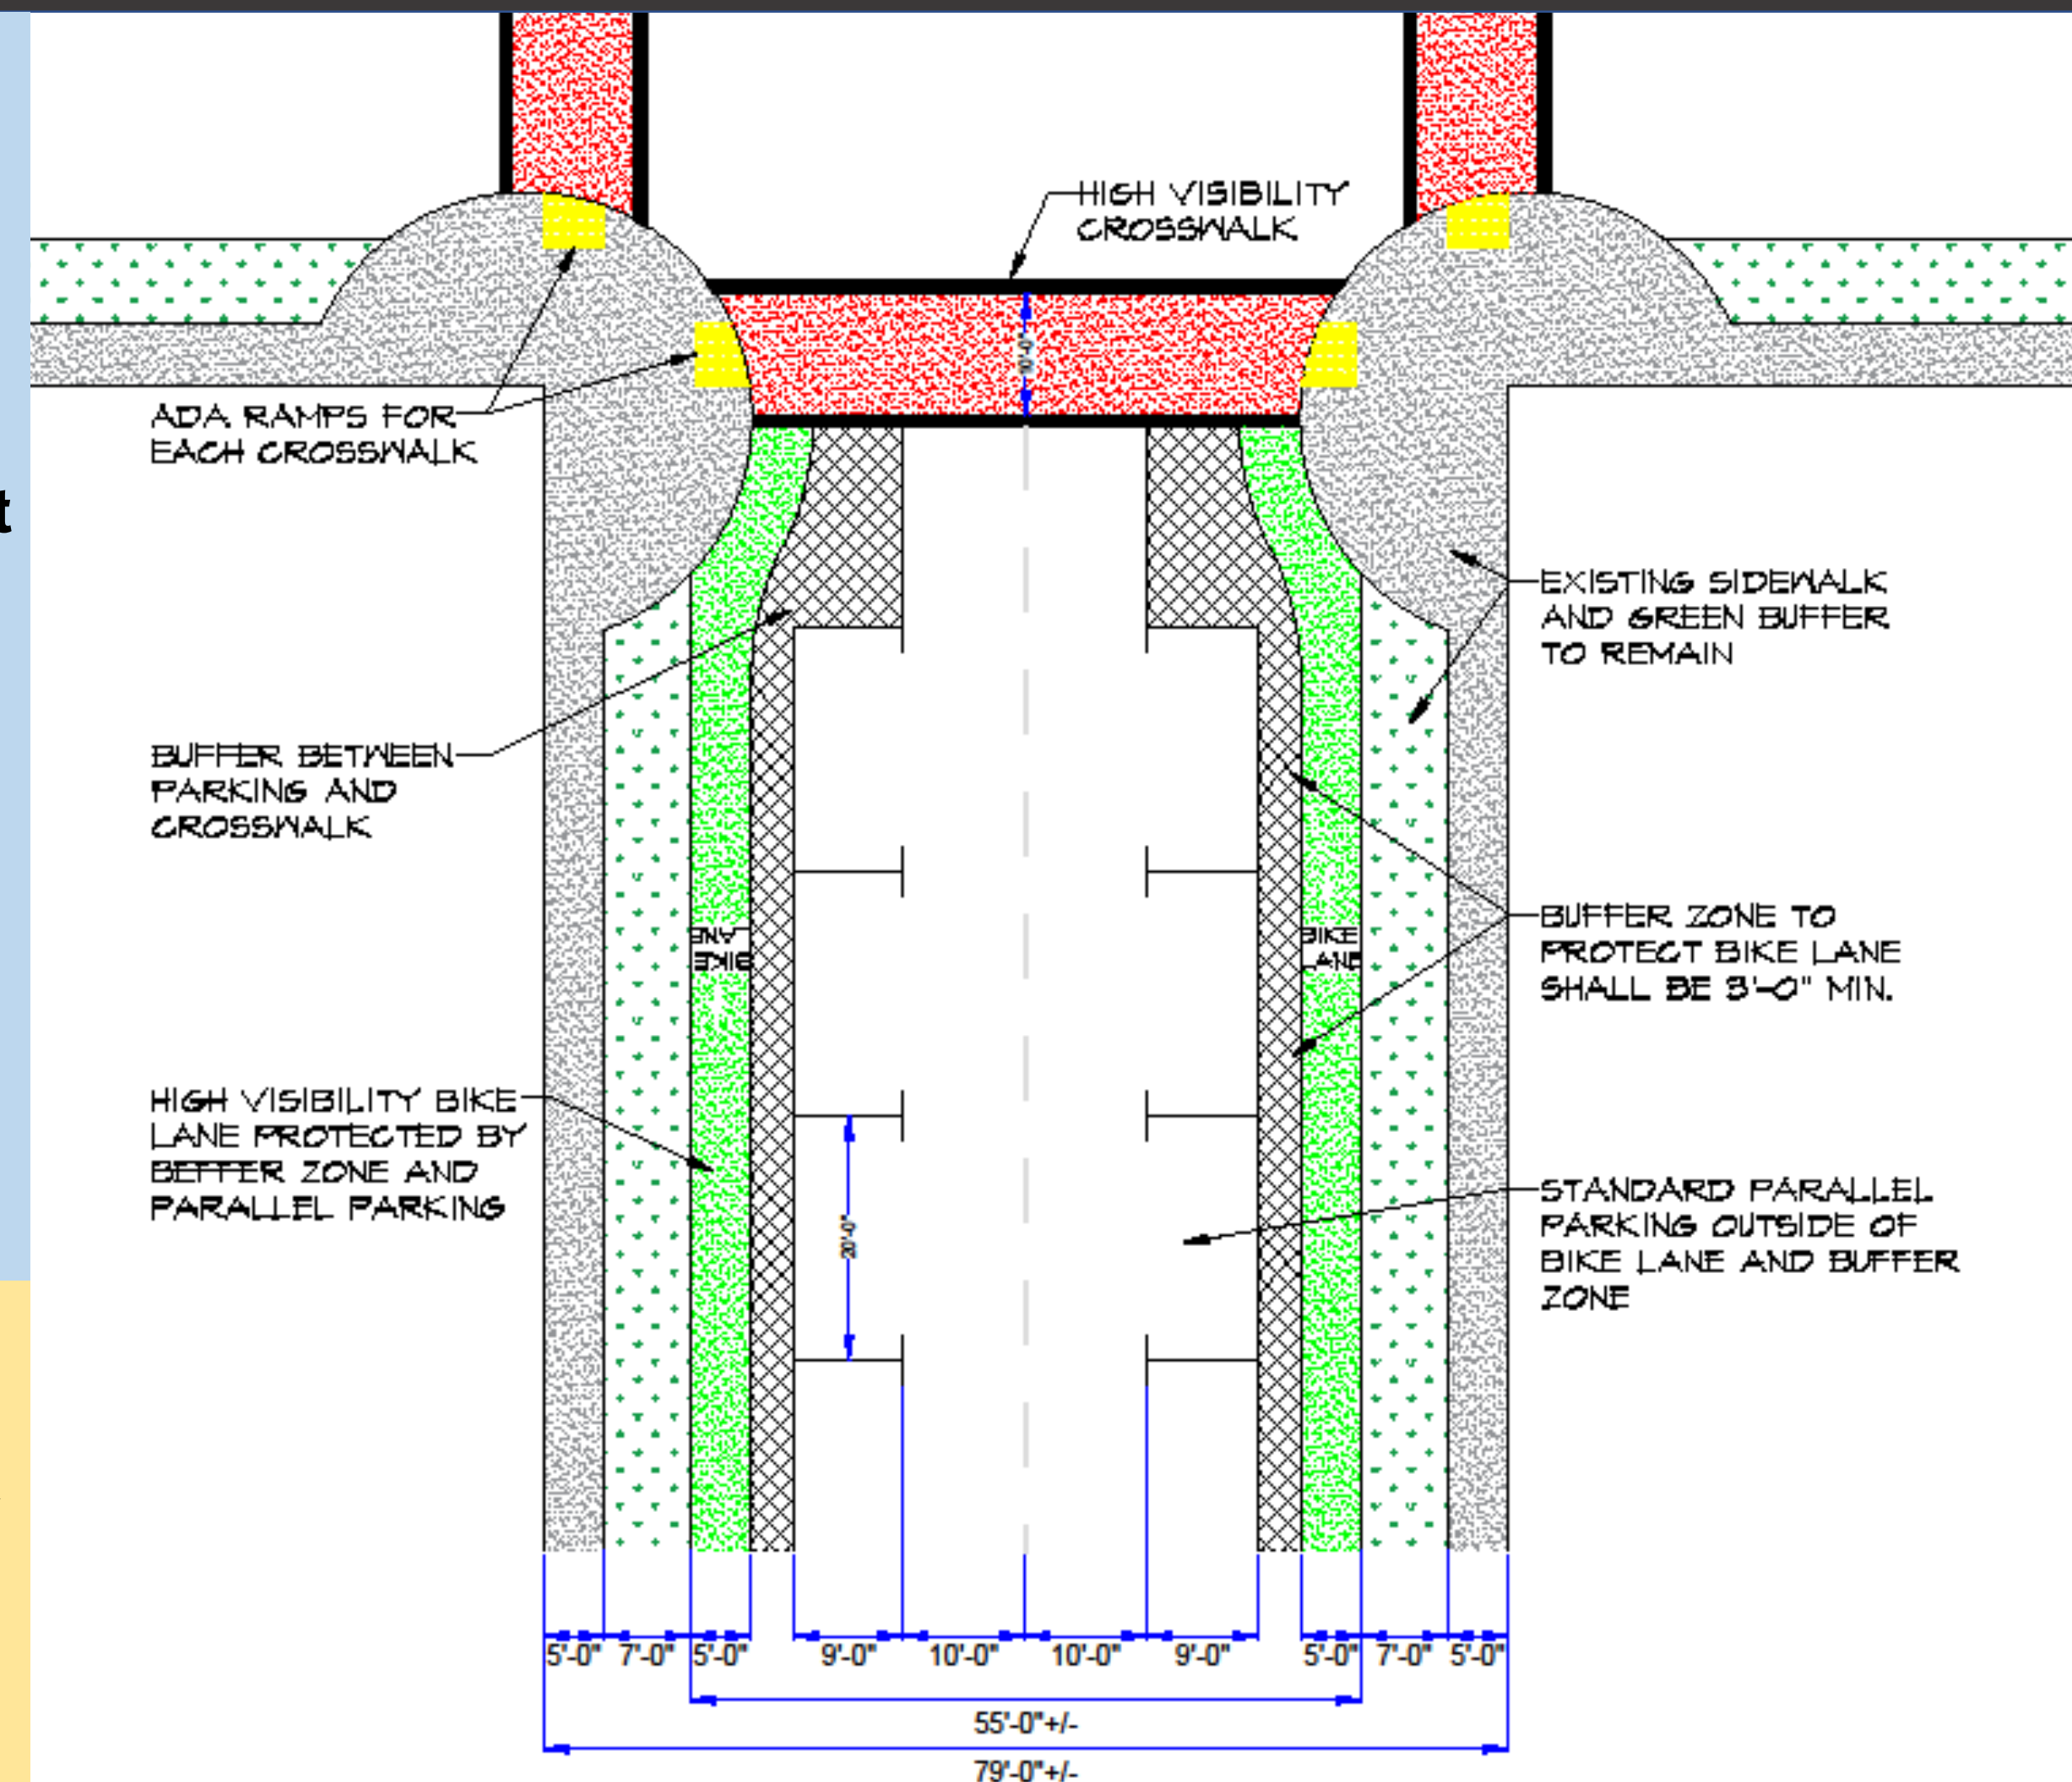 HIGH VISIBILITY
CROSSWALK
10'-0"
ADA RAMPS FOR
EACH CROSSWALK
t
EXISTING SIDEWALK
AND GREEN BUFFER
TO REMAIN
BUFFER BETWEEN
PARKING AND
CROSSWALK
BIKE
LANE
BIKE
LANE
BUFFER ZONE TO
PROTECT BIKE LANE
SHALL BE 3'-0" MIN.
HIGH VISIBILITY BIKE
LANE PROTECTED BY
BEFFER ZONE AND
PARALLEL PARKING
STANDARD PARALLEL
PARKING OUTSIDE OF
BIKE LANE AND BUFFER
ZONE
20'-0"
5'-0" 7'-0" 5'-0" 9'-0" 10'-0" 10'-0" 9'-0" 5'-0" 7'-0" 5'-0"
55'-0"+/-
79'-0"+/-